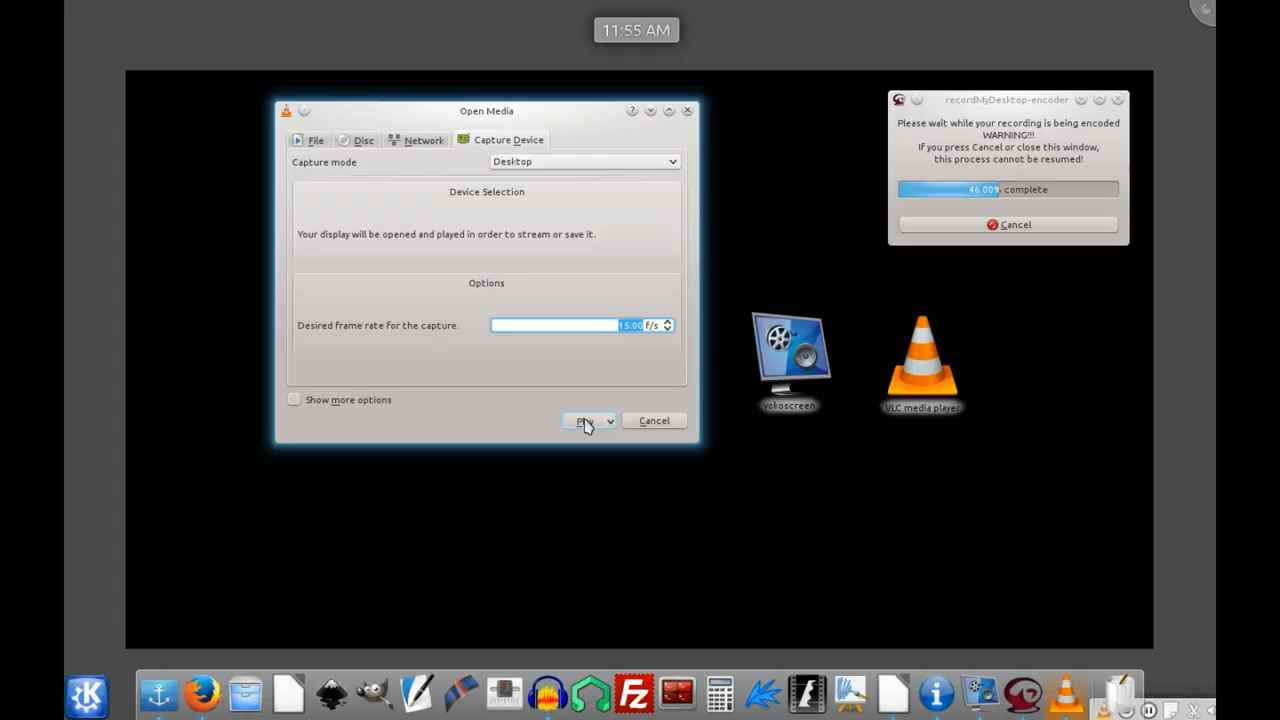 11:55 AM
Open Media
File
Disc
Network
Capture Device
Capture mode
Desktop
Device Selection
Your display will be opened and played in order to stream or save it.
Options
Desired frame rate for the capture.
15.00 f/s
Show more options
Cancel
recordMyDesktop-encoder
Please wait while your recording is being encoded
WARNING!!!
If you press Cancel or close this window,
this process cannot be resumed!
46.00% complete
Cancel
vokoscreen
VLC media player
FZ